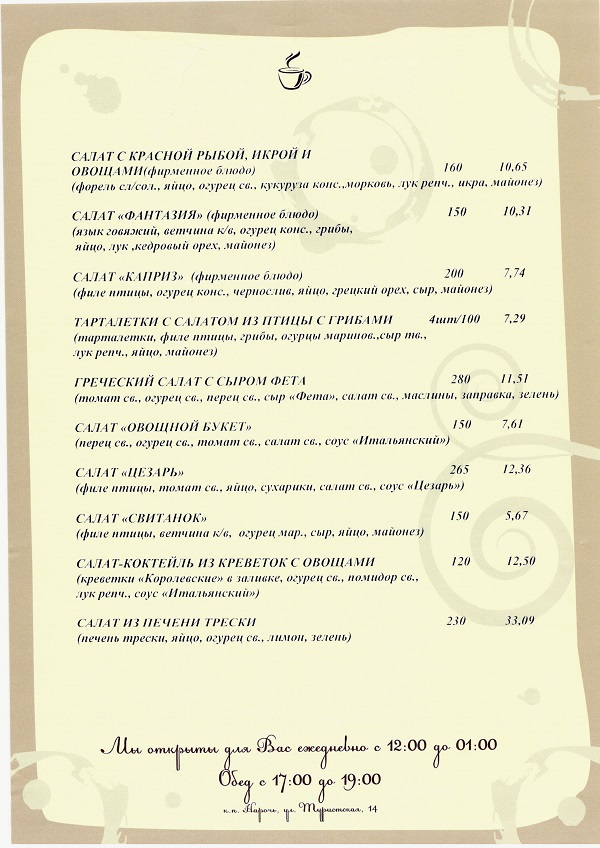 САЛАТ С КРАСНОЙ РЫБОЙ, ИКРОЙ И
ОВОЩАМИ(фирменное блюдо) 160 10,65
(форель сл/сол., яйцо, огурец св., кукуруза конс.,морковь, лук репч., икра, майонез)
САЛАТ «ФАНТАЗИЯ» (фирменное блюдо) 150 10,31
(язык говяжий, ветчина к/в, огурец конс., грибы,
яйцо, лук ,кедровый орех, майонез)
САЛАТ «КАПРИЗ» (фирменное блюдо) 200 7,74
(филе птицы, огурец конс., чернослив, яйцо, грецкий орех, сыр, майонез)
ТАРТАЛЕТКИ С САЛАТОМ ИЗ ПТИЦЫ С ГРИБАМИ 4шт/100 7,29
(тарталетки, филе птицы, грибы, огурцы маринов.,сыр тв.,
лук репч., яйцо, майонез)
ГРЕЧЕСКИЙ САЛАТ С СЫРОМ ФЕТА 280 11,51
(томат св., огурец св., перец св., сыр «Фета», салат св., маслины, заправка, зелень)
САЛАТ «ОВОЩНОЙ БУКЕТ» 150 7,61
(перец св., огурец св., томат св., салат св., соус «Итальянский»)
САЛАТ «ЦЕЗАРЬ» 265 12,36
(филе птицы, томат св., яйцо, сухарики, салат св., соус «Цезарь»)
САЛАТ «СВИТАНОК» 150 5,67
(филе птицы, ветчина к/в, огурец мар., сыр, яйцо, майонез)
САЛАТ-КОКТЕЙЛЬ ИЗ КРЕВЕТОК С ОВОЩАМИ 120 12,50
(креветки «Королевские» в заливке, огурец св., помидор св.,
лук репч., соус «Итальянский»)
САЛАТ ИЗ ПЕЧЕНИ ТРЕСКИ 230 33,09
(печень трески, яйцо, огурец св., лимон, зелень)
Мы открыты для Вас ежедневно с 12:00 до 01:00
Обед с 17:00 до 19:00
к.п. Нарочь, ул. Туристская, 14